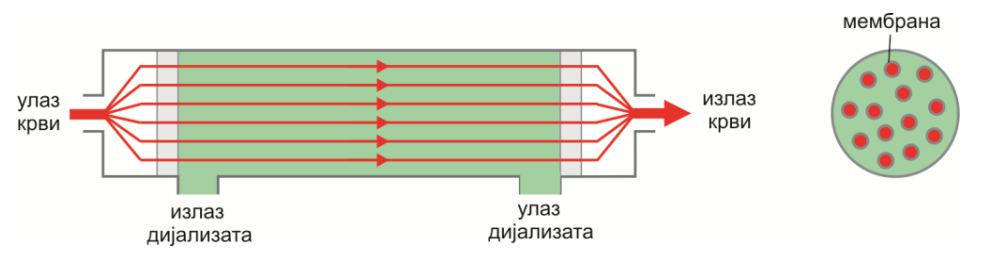 мембрана
улаз
крви
излаз
крви
излаз
дијализата
улаз
дијализата